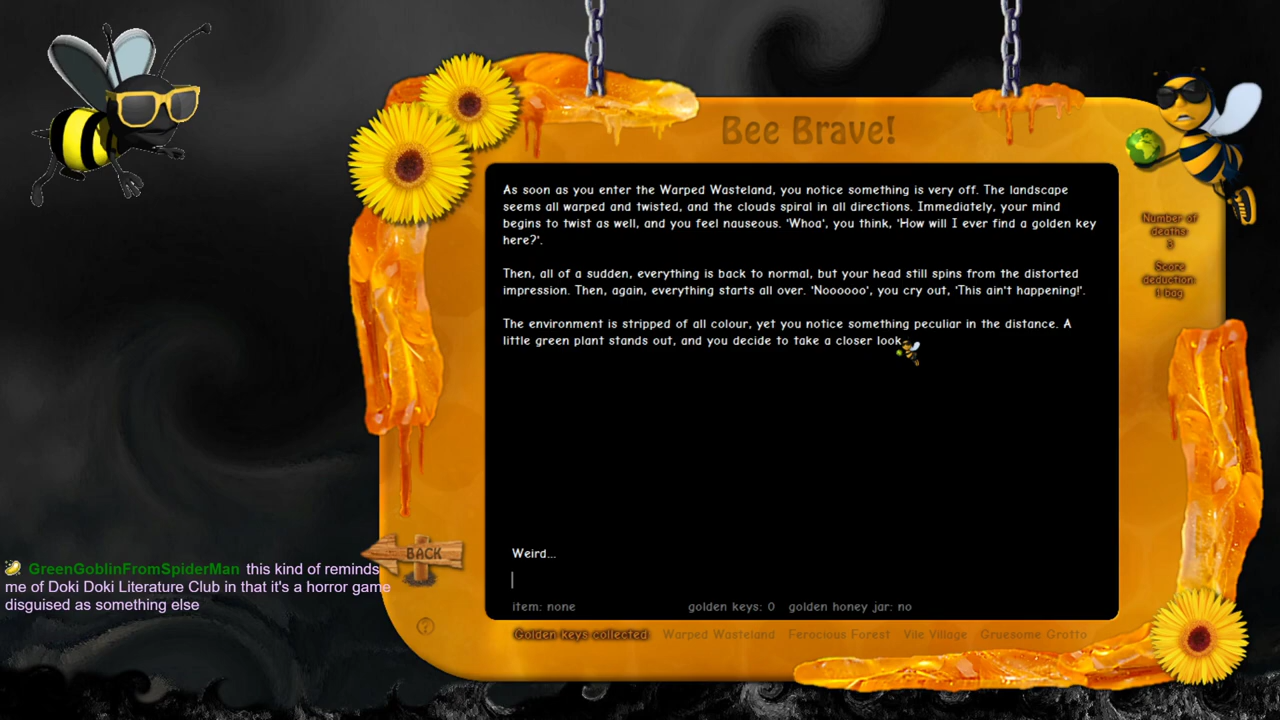 Bee Brave!
As soon as you enter the Warped Wasteland, you notice something is very off. The landscape
seems all warped and twisted, and the clouds spiral in all directions. Immediately, your mind
begins to twist as well, and you feel nauseous. 'Whoa', you think, 'How will I ever find a golden key
here?'.
Then, all of a sudden, everything is back to normal, but your head still spins from the distorted
impression. Then, again, everything starts all over. 'Noooooo', you cry out, 'This ain't happening!'.
The environment is stripped of all colour, yet you notice something peculiar in the distance. A
little green plant stands out, and you decide to take a closer look
Number of
deaths:
3
Score
deduction:
1 bag
BACK
Weird...
item: none golden keys: 0 golden honey jar: no
Golden keys collected Warped Wasteland Ferocious Forest Vile Village Gruesome Grotto
?
GreenGoblinFromSpiderMan this kind of reminds
me of Doki Doki Literature Club in that it's a horror game
disguised as something else